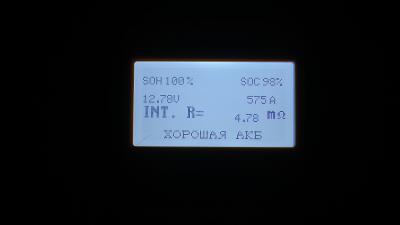 SOH 100% SOC 98%
12.78V 575 A
INT. R= 4.78 mΩ
ХОРОШАЯ АКБ